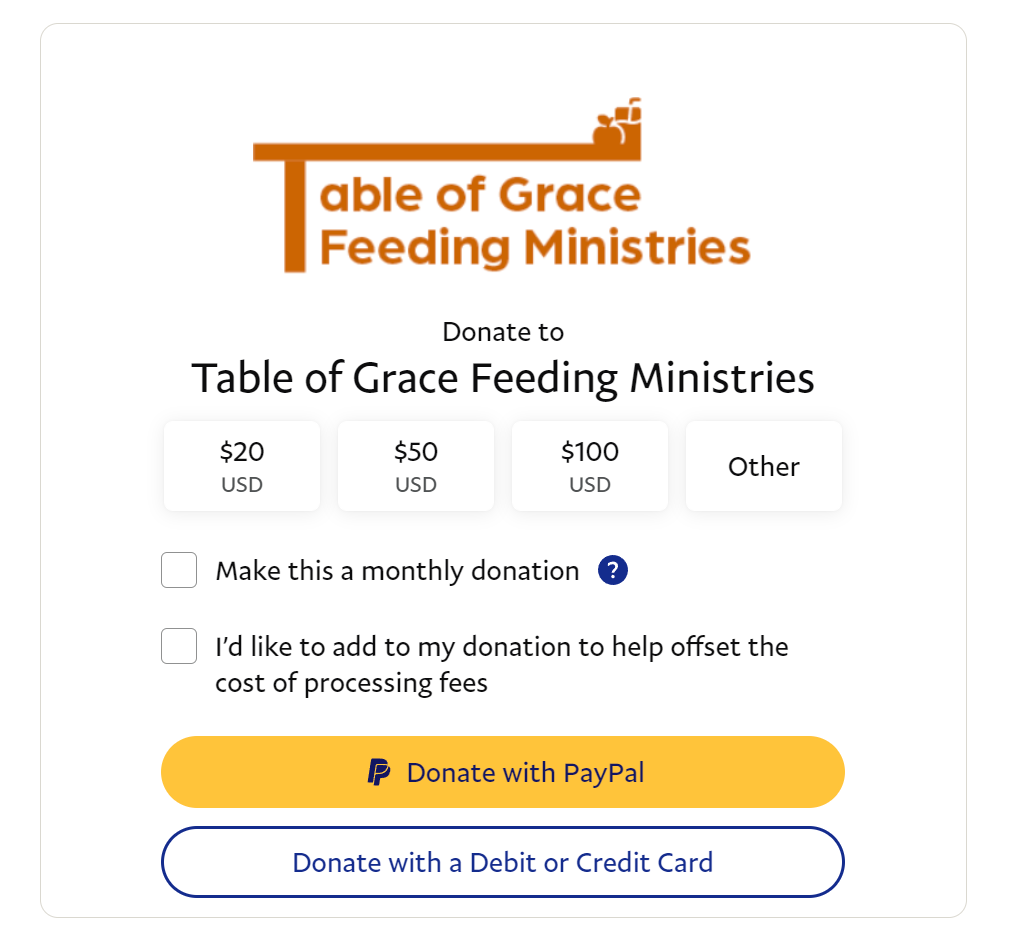 Table of Grace
Feeding Ministries
Donate to
Table of Grace Feeding Ministries
$20
USD
$50
USD
$100
USD
Other
Make this a monthly donation ?
I'd like to add to my donation to help offset the
cost of processing fees
Donate with PayPal
Donate with a Debit or Credit Card